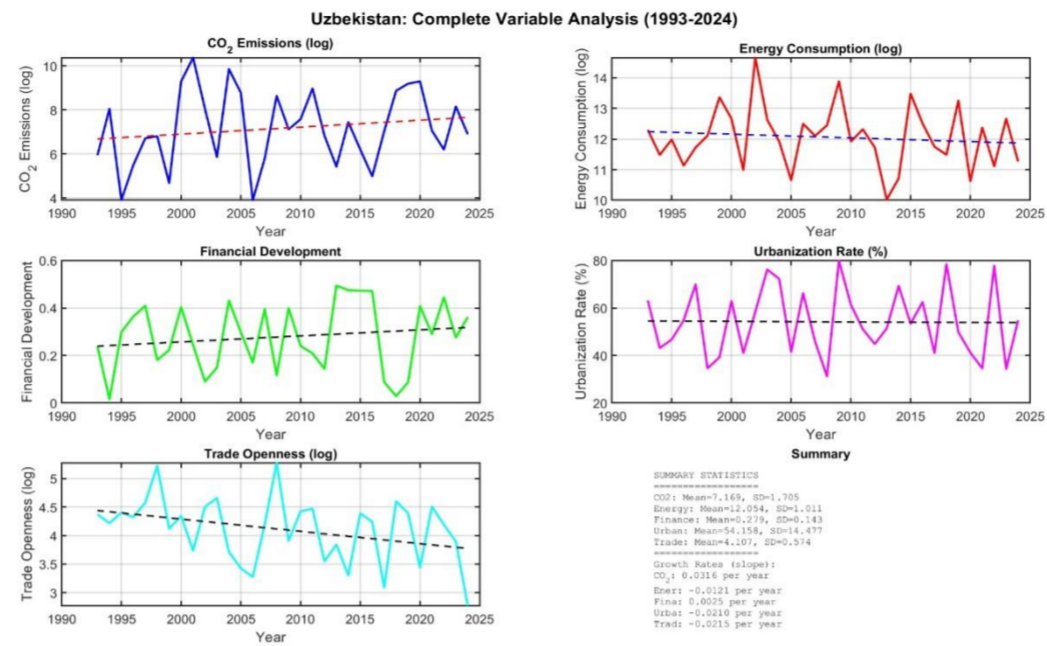 Uzbekistan: Complete Variable Analysis (1993-2024)
CO2 Emissions (log)
CO2 Emissions (log)
10
8
6
4
1990 1995 2000 2005 2010 2015 2020 2025
Year
Energy Consumption (log)
Energy Consumption (log)
14
13
12
11
10
1990 1995 2000 2005 2010 2015 2020 2025
Year
Financial Development
Financial Development
0.6
0.4
0.2
0
1990 1995 2000 2005 2010 2015 2020 2025
Year
Urbanization Rate (%)
Urbanization Rate (%)
80
60
40
20
1990 1995 2000 2005 2010 2015 2020 2025
Year
Trade Openness (log)
Trade Openness (log)
5
4.5
4
3.5
3
1990 1995 2000 2005 2010 2015 2020 2025
Year
Summary
SUMMARY STATISTICS
==================
CO2: Mean=7.169, SD=1.705
Energy: Mean=12.054, SD=1.011
Finance: Mean=0.279, SD=0.143
Urban: Mean=54.158, SD=14.477
Trade: Mean=4.107, SD=0.574
==================
Growth Rates (slope):
CO2: 0.0316 per year
Ener: -0.0121 per year
Fina: 0.0025 per year
Urba: -0.0210 per year
Trad: -0.0215 per year